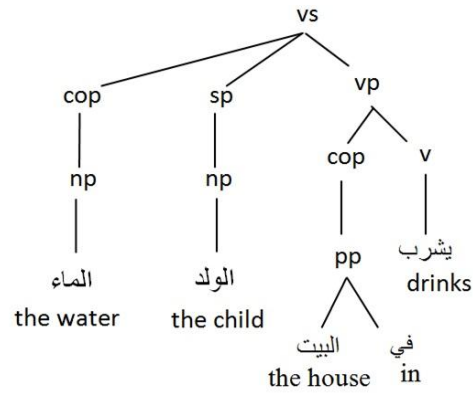 vs
cop sp vp
np np cop v
الماء الولد pp يشرب
the water the child drinks
البيت في
the house in